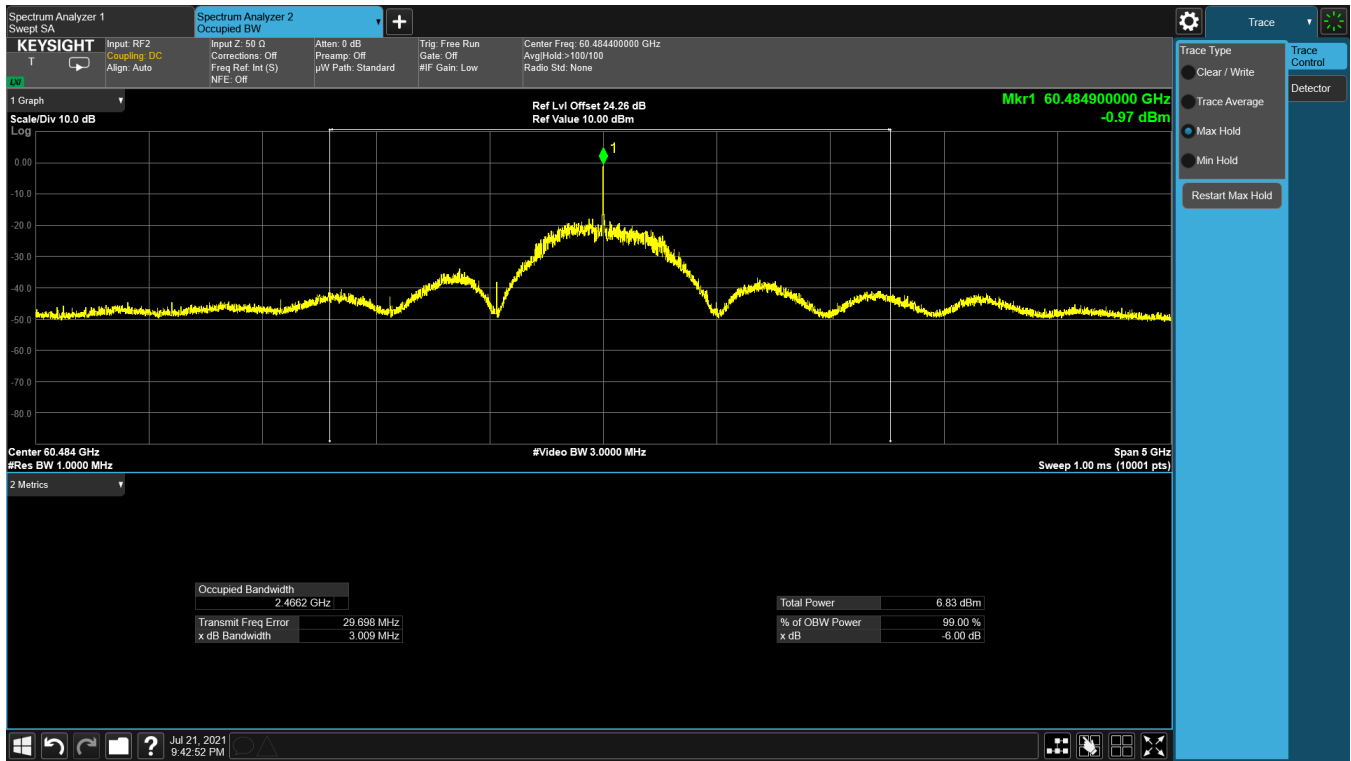 Spectrum Analyzer 1
Swept SA
Spectrum Analyzer 2
Occupied BW
▼
+
Trace
▼
KEYSIGHT
T
LXI
Input: RF2
Coupling: DC
Align: Auto
Input Z: 50 Ω
Corrections: Off
Freq Ref: Int (S)
NFE: Off
Atten: 0 dB
Preamp: Off
µW Path: Standard
Trig: Free Run
Gate: Off
#IF Gain: Low
Center Freq: 60.484400000 GHz
Avg|Hold:>100/100
Radio Std: None
Trace Type
Clear / Write
Trace Average
Max Hold
Min Hold
Restart Max Hold
Trace
Control
Detector
1 Graph ▼
Scale/Div 10.0 dB
Ref Lvl Offset 24.26 dB
Ref Value 10.00 dBm
Mkr1 60.484900000 GHz
-0.97 dBm
Log
1
0.00
-10.0
-20.0
-30.0
-40.0
-50.0
-60.0
-70.0
-80.0
Center 60.484 GHz
#Res BW 1.0000 MHz
#Video BW 3.0000 MHz
Span 5 GHz
Sweep 1.00 ms (10001 pts)
2 Metrics ▼
Occupied Bandwidth
2.4662 GHz
Transmit Freq Error 29.698 MHz
x dB Bandwidth 3.009 MHz
Total Power 6.83 dBm
% of OBW Power 99.00 %
x dB -6.00 dB
?
Jul 21, 2021
9:42:52 PM